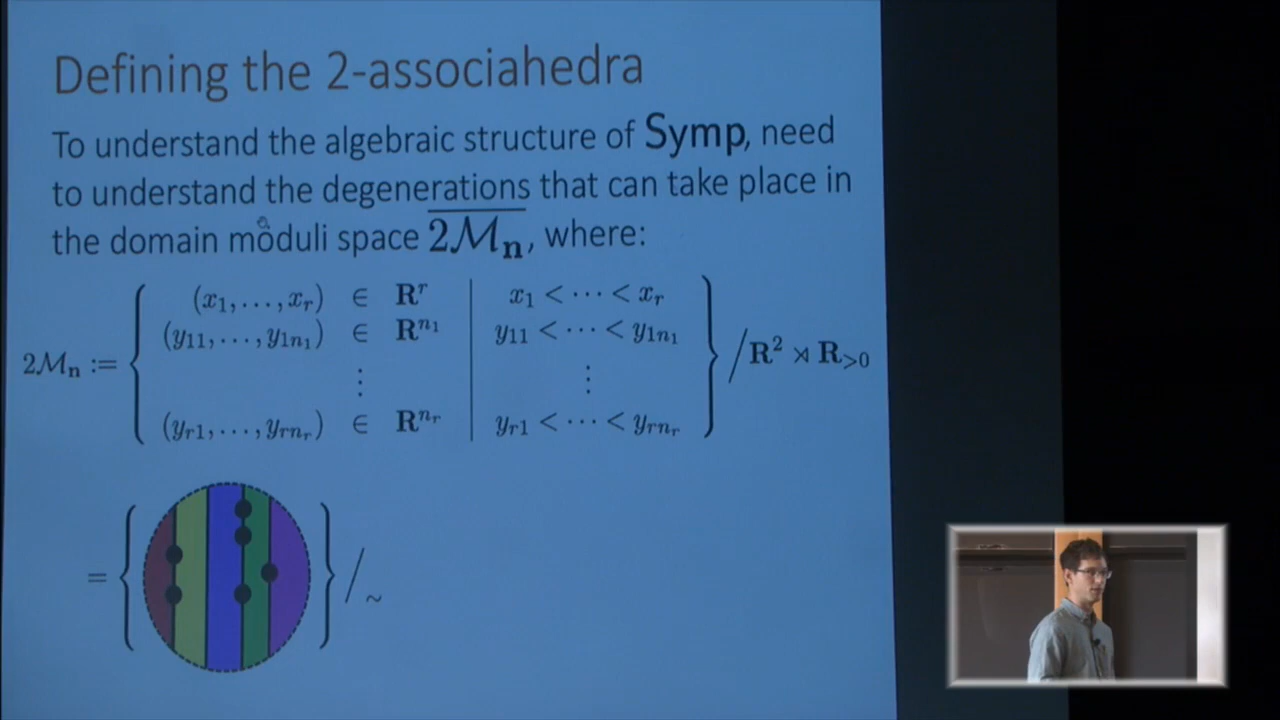 Defining the 2-associahedra
To understand the algebraic structure of Symp, need
to understand the degenerations that can take place in
the domain moduli space $\overline{2\mathcal{M}_{\mathbf{n}}}$, where:
$2\mathcal{M}_{\mathbf{n}} := \left\{ \begin{array}{ccc|c} (x_1, \ldots, x_r) & \in & \mathbf{R}^r & x_1 < \cdots < x_r \\ (y_{11}, \ldots, y_{1n_1}) & \in & \mathbf{R}^{n_1} & y_{11} < \cdots < y_{1n_1} \\ & \vdots & & \vdots \\ (y_{r1}, \ldots, y_{rn_r}) & \in & \mathbf{R}^{n_r} & y_{r1} < \cdots < y_{rn_r} \end{array} \right\} / \mathbf{R}^2 \rtimes \mathbf{R}_{>0}$
$= \{ \quad \} / \sim$